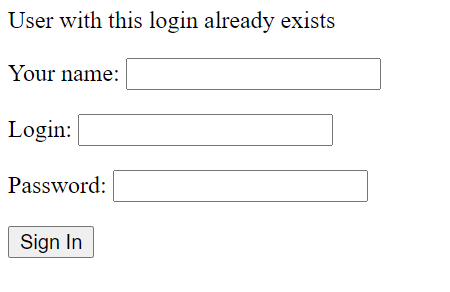 User with this login already exists
Your name:
Login:
Password:
Sign In